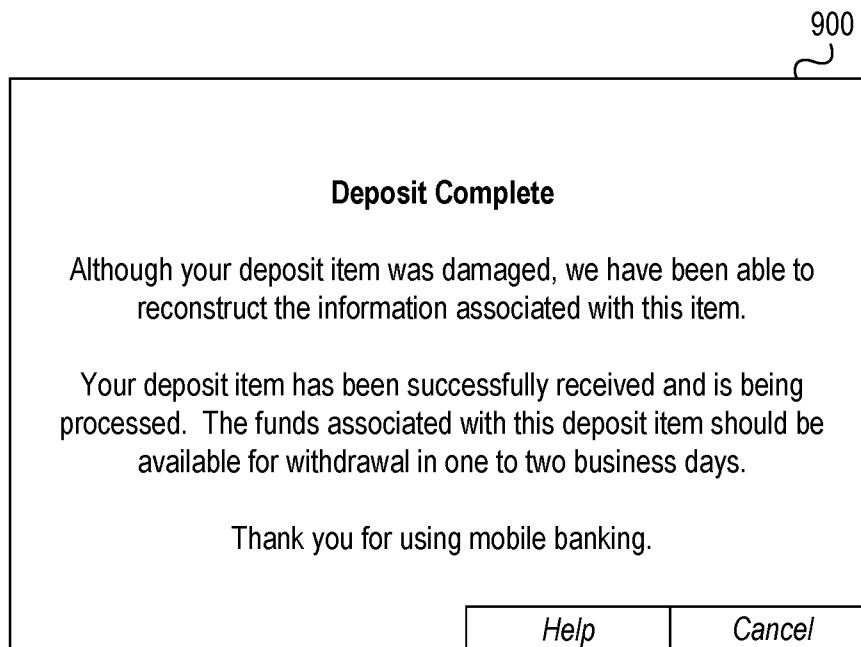 900
Deposit Complete
Although your deposit item was damaged, we have been able to
reconstruct the information associated with this item.
Your deposit item has been successfully received and is being
processed.  The funds associated with this deposit item should be
available for withdrawal in one to two business days.
Thank you for using mobile banking.
Help Cancel